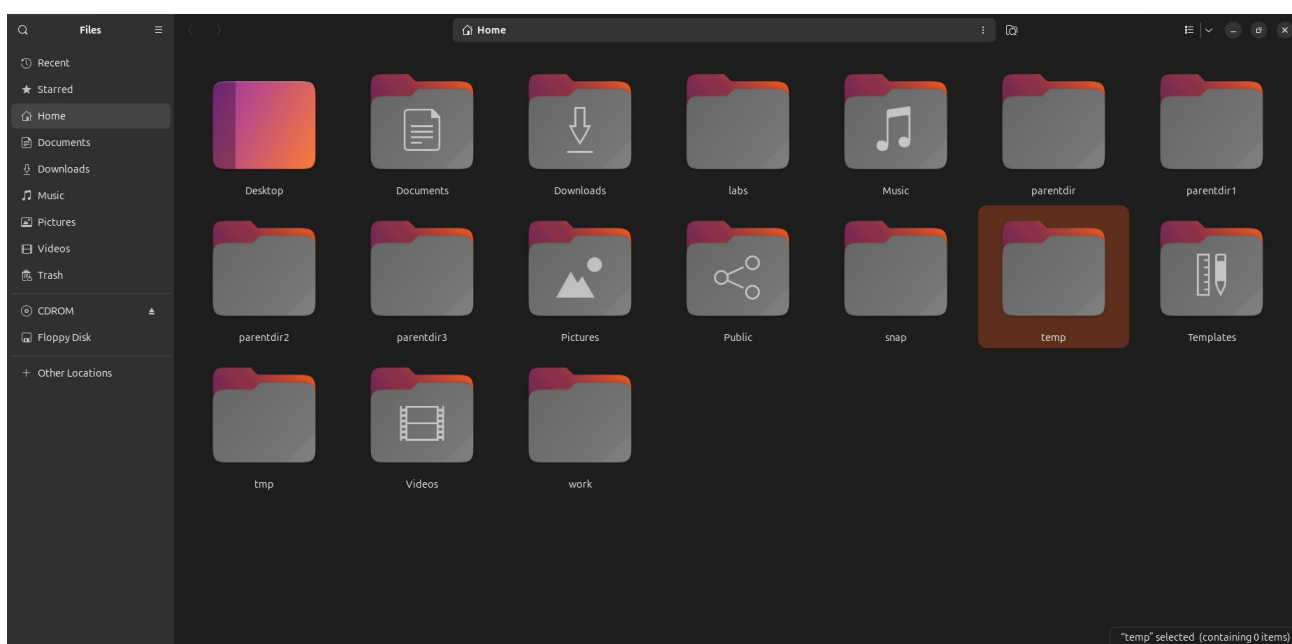 Files
Home
Recent
Starred
Home
Documents
Downloads
Music
Pictures
Videos
Trash
CDROM
Floppy Disk
+ Other Locations
Desktop
Documents
Downloads
labs
Music
parentdir
parentdir1
parentdir2
parentdir3
Pictures
Public
snap
temp
Templates
tmp
Videos
work
"temp" selected (containing 0 items)